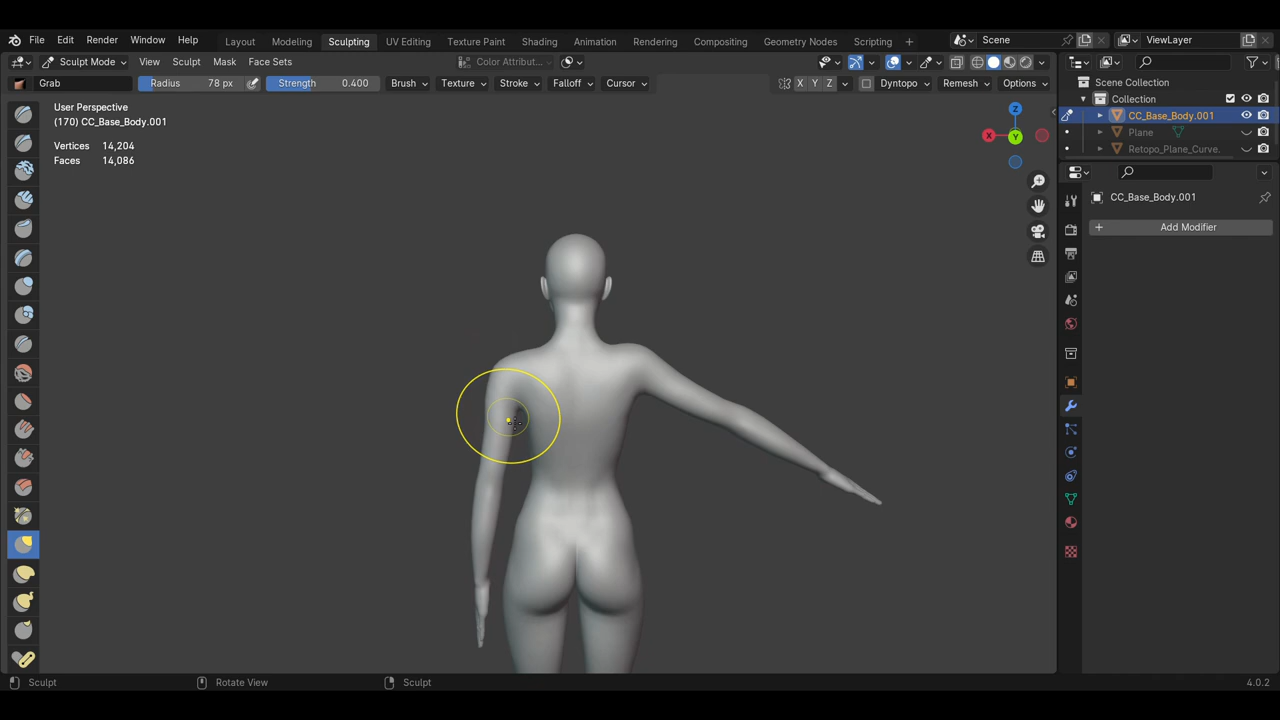 File Edit Render Window Help Layout Modeling Sculpting UV Editing Texture Paint Shading Animation Rendering Compositing Geometry Nodes Scripting + Scene ViewLayer
Sculpt Mode View Sculpt Mask Face Sets Color Attribut...
Grab Radius 78 px Strength 0.400 Brush Texture Stroke Falloff Cursor X Y Z Dyntopo Remesh Options
Scene Collection
Collection
CC_Base_Body.001
Plane
Retopo_Plane_Curve.
User Perspective
(170) CC_Base_Body.001
Vertices 14,204
Faces 14,086
Z
X
Y
CC_Base_Body.001
+ Add Modifier
Sculpt Rotate View Sculpt 4.0.2